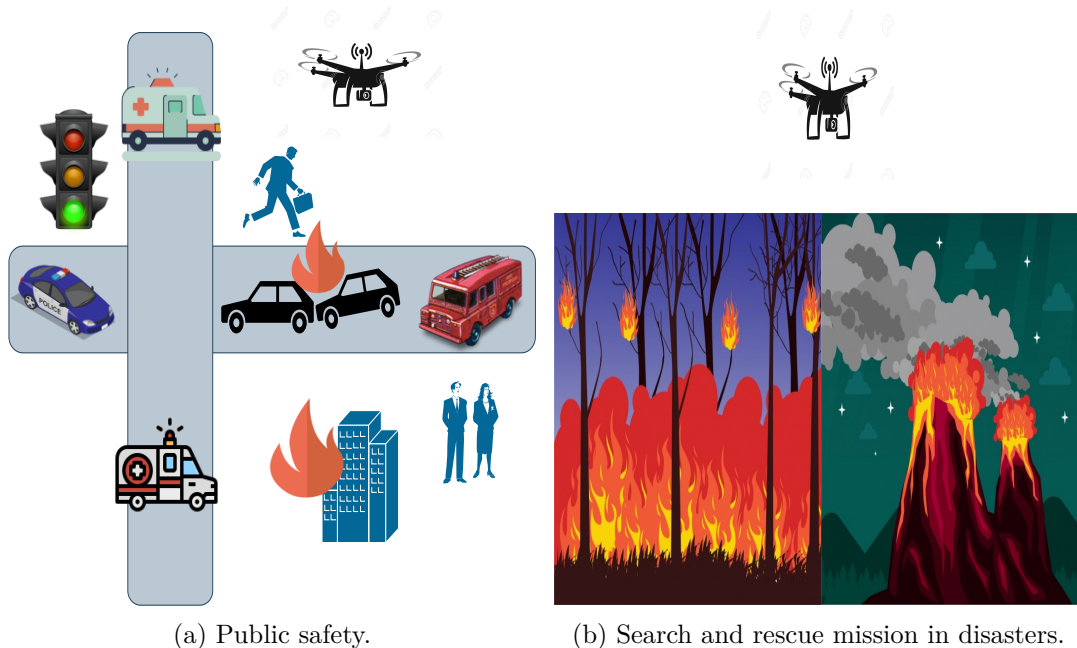 POLICE
(a) Public safety.
(b) Search and rescue mission in disasters.